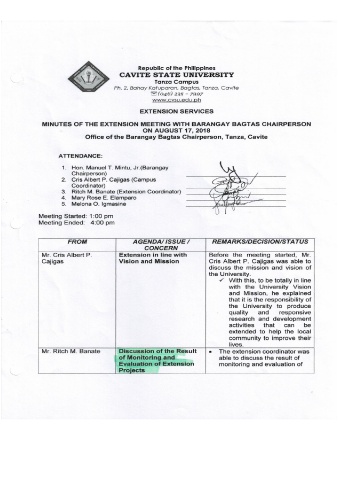 Republic of the Philippines
CAVITE STATE UNIVERSITY
Tanza Campus
Ph. 2, Banay Katuparan, Bagtas, Tanza, Cavite
www.cvsu.edu.ph
EXTENSION SERVICES
MINUTES OF THE EXTENSION MEETING WITH BARANGAY BAGTAS CHAIRPERSON
ON AUGUST 17, 2018
Office of the Barangay Bagtas Chairperson, Tanza, Cavite
ATTENDANCE:
1. Hon. Manuel T. Mintu, Jr.(Barangay
Chairperson)
2. Cris Albert P. Cajigas (Campus
Coordinator)
3. Ritch M. Banate (Extension Coordinator)
4. Mary Rose E. Elamparo
5. Melona O. Igmasine
Meeting Started: 1:00 pm
Meeting Ended: 4:00 pm
FROM AGENDA/ ISSUE / CONCERN REMARKS/DECISION/STATUS
Mr. Cris Albert P.
Cajigas
Extension in line with
Vision and Mission
Before the meeting started, Mr.
Cris Albert P. Cajigas was able to
discuss the mission and vision of
the University.
✓ With this, to be totally in line
with the University Vision
and Mission, he explained
that it is the responsibility of
the University to produce
quality and responsive
research and development
activities that can be
extended to help the local
community to improve their
lives.
Mr. Ritch M. Banate
Discussion of the Result
of Monitoring and
Evaluation of Extension
Projects
• The extension coordinator was
able to discuss the result of
monitoring and evaluation of